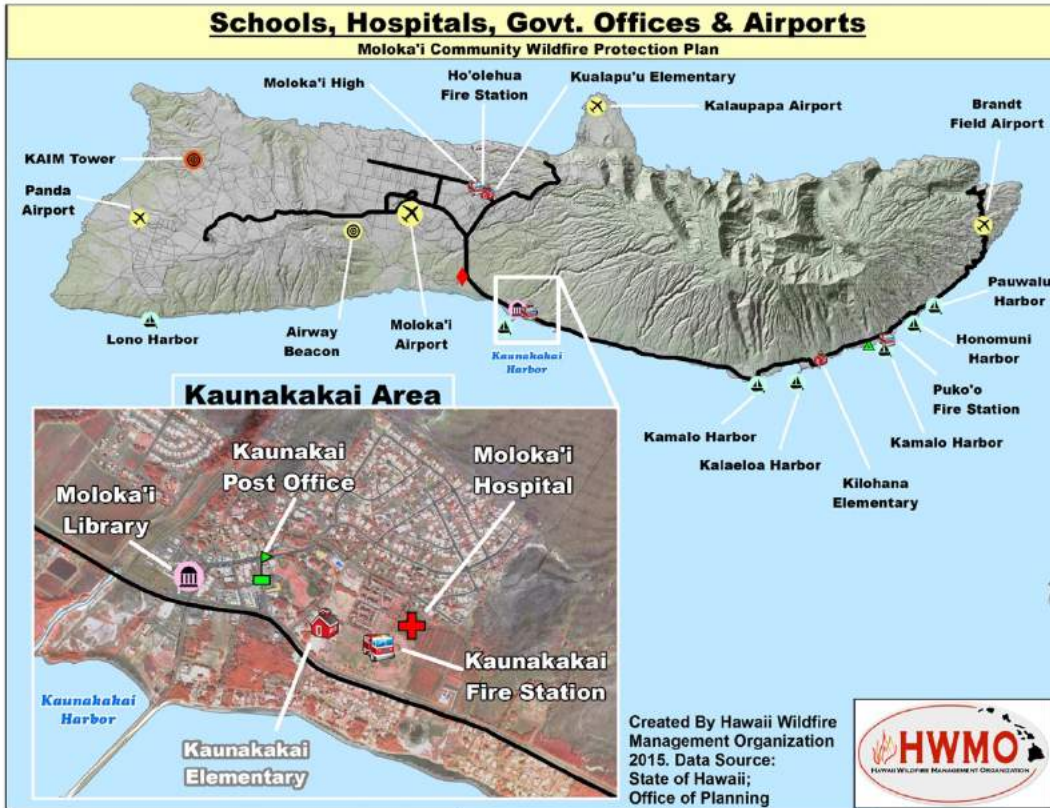 Schools, Hospitals, Govt. Offices & Airports
Moloka'i Community Wildfire Protection Plan
Moloka'i High
Ho'olehua
Fire Station
Kualapu'u Elementary
Kalaupapa Airport
Brandt
Field Airport
KAIM Tower
Panda
Airport
Lono Harbor
Airway
Beacon
Moloka'i
Airport
Kaunakakai
Harbor
Pauwalu
Harbor
Honomuni
Harbor
Puko'o
Fire Station
Kamalo Harbor
Kamalo Harbor
Kalaeloa Harbor
Kilohana
Elementary
Kaunakakai Area
Kaunakai
Post Office
Moloka'i
Hospital
Moloka'i
Library
Kaunakakai
Fire Station
Kaunakakai
Harbor
Kaunakakai
Elementary
Created By Hawaii Wildfire
Management Organization
2015. Data Source:
State of Hawaii;
Office of Planning
HWMO
HAWAII WILDFIRE MANAGEMENT ORGANIZATION